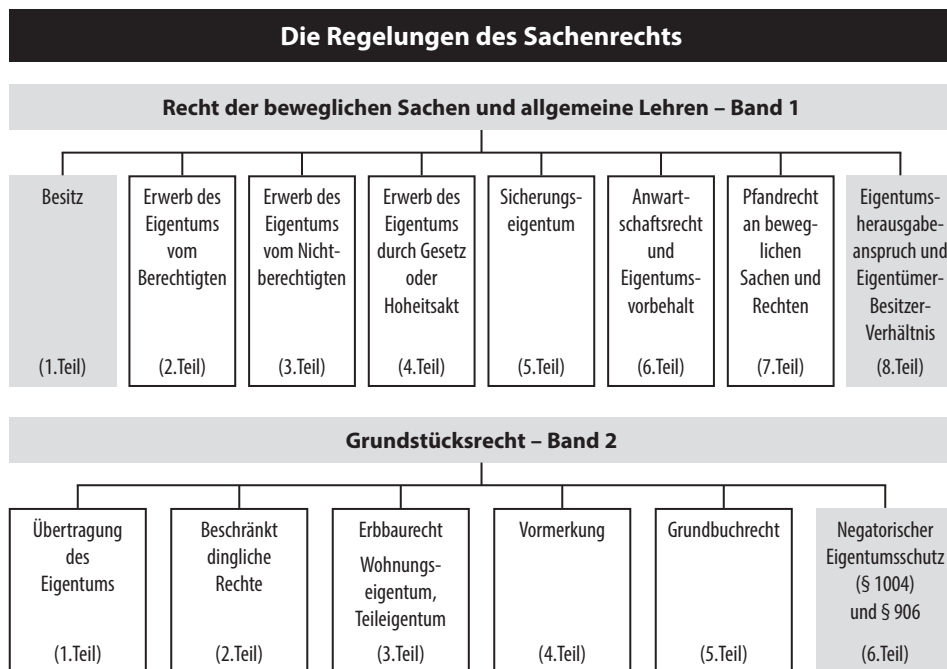 Die Regelungen des Sachenrechts
Recht der beweglichen Sachen und allgemeine Lehren – Band 1
Besitz
(1.Teil)
Erwerb des
Eigentums
vom
Berechtigten
(2.Teil)
Erwerb des
Eigentums
vom Nicht-
berechtigten
(3.Teil)
Erwerb des
Eigentums
durch Gesetz
oder
Hoheitsakt
(4.Teil)
Sicherungs-
eigentum
(5.Teil)
Anwart-
schaftsrecht
und
Eigentums-
vorbehalt
(6.Teil)
Pfandrecht
an beweg-
lichen
Sachen und
Rechten
(7.Teil)
Eigentums-
herausgabe-
anspruch und
Eigentümer-
Besitzer-
Verhältnis
(8.Teil)
Grundstücksrecht – Band 2
Übertragung
des
Eigentums
(1.Teil)
Beschränkt
dingliche
Rechte
(2.Teil)
Erbbaurecht
Wohnungs-
eigentum,
Teileigentum
(3.Teil)
Vormerkung
(4.Teil)
Grundbuchrecht
(5.Teil)
Negatorischer
Eigentumsschutz
(§ 1004)
und § 906
(6.Teil)